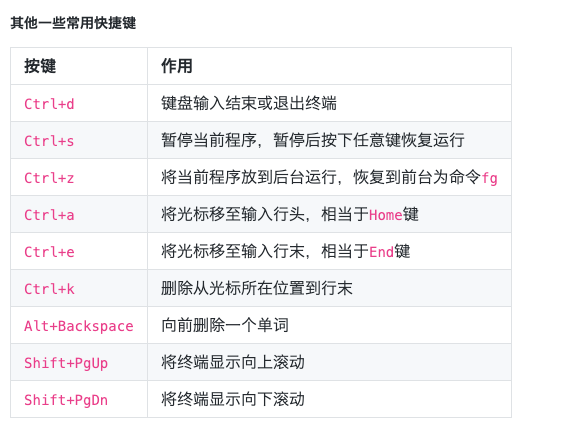 其他一些常用快捷键
按键 作用
Ctrl+d 键盘输入结束或退出终端
Ctrl+s 暂停当前程序，暂停后按下任意键恢复运行
Ctrl+z 将当前程序放到后台运行，恢复到前台为命令fg
Ctrl+a 将光标移至输入行头，相当于Home键
Ctrl+e 将光标移至输入行末，相当于End键
Ctrl+k 删除从光标所在位置到行末
Alt+Backspace 向前删除一个单词
Shift+PgUp 将终端显示向上滚动
Shift+PgDn 将终端显示向下滚动